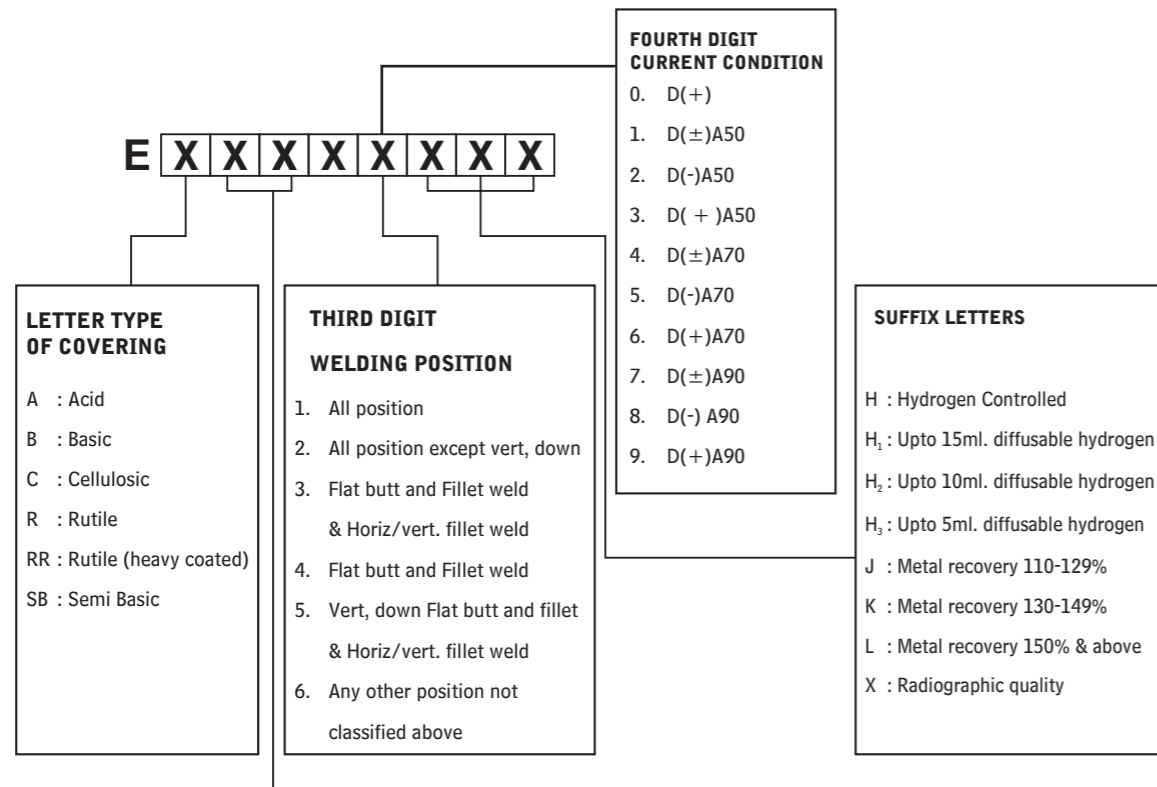 FOURTH DIGIT
CURRENT CONDITION
0. D(+)
1. D(±)A50
2. D(-)A50
3. D( + )A50
4. D(±)A70
5. D(-)A70
6. D(+)A70
7. D(±)A90
8. D(-) A90
9. D(+)A90
E X X X X X X X X
LETTER TYPE
OF COVERING
A : Acid
B : Basic
C : Cellulosic
R : Rutile
RR : Rutile (heavy coated)
SB : Semi Basic
THIRD DIGIT
WELDING POSITION
1. All position
2. All position except vert, down
3. Flat butt and Fillet weld
& Horiz/vert. fillet weld
4. Flat butt and Fillet weld
5. Vert, down Flat butt and fillet
& Horiz/vert. fillet weld
6. Any other position not
classified above
SUFFIX LETTERS
H : Hydrogen Controlled
H₁ : Upto 15ml. diffusable hydrogen
H₂ : Upto 10ml. diffusable hydrogen
H₃ : Upto 5ml. diffusable hydrogen
J : Metal recovery 110-129%
K : Metal recovery 130-149%
L : Metal recovery 150% & above
X : Radiographic quality